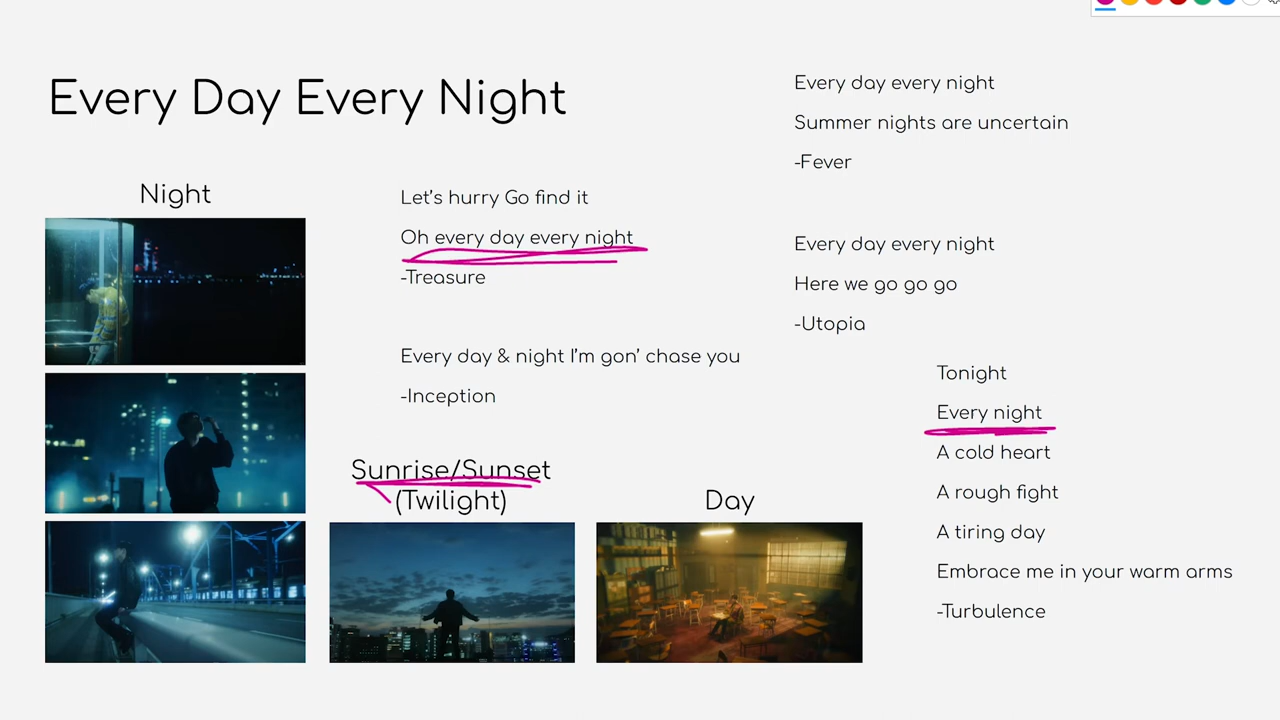 Every Day Every Night
Night
Let's hurry Go find it
Oh every day every night
-Treasure
Every day & night I'm gon' chase you
-Inception
Sunrise/Sunset
(Twilight)
Day
Every day every night
Summer nights are uncertain
-Fever
Every day every night
Here we go go go
-Utopia
Tonight
Every night
A cold heart
A rough fight
A tiring day
Embrace me in your warm arms
-Turbulence